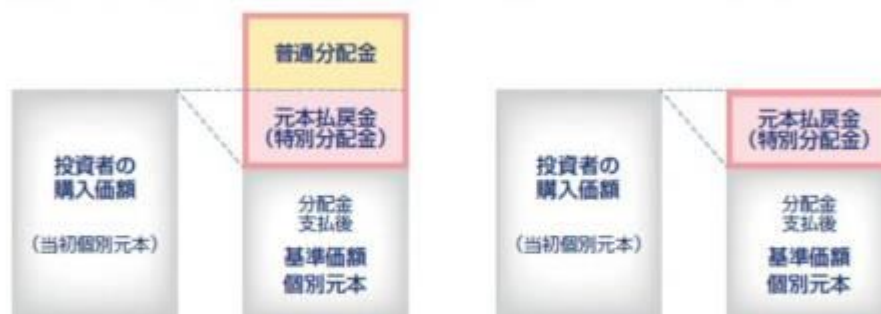 普通分配金
元本払戻金
(特別分配金)
投資者の
購入価額
(当初個別元本)
分配金
支払後
基準価額
個別元本
元本払戻金
(特別分配金)
投資者の
購入価額
(当初個別元本)
分配金
支払後
基準価額
個別元本